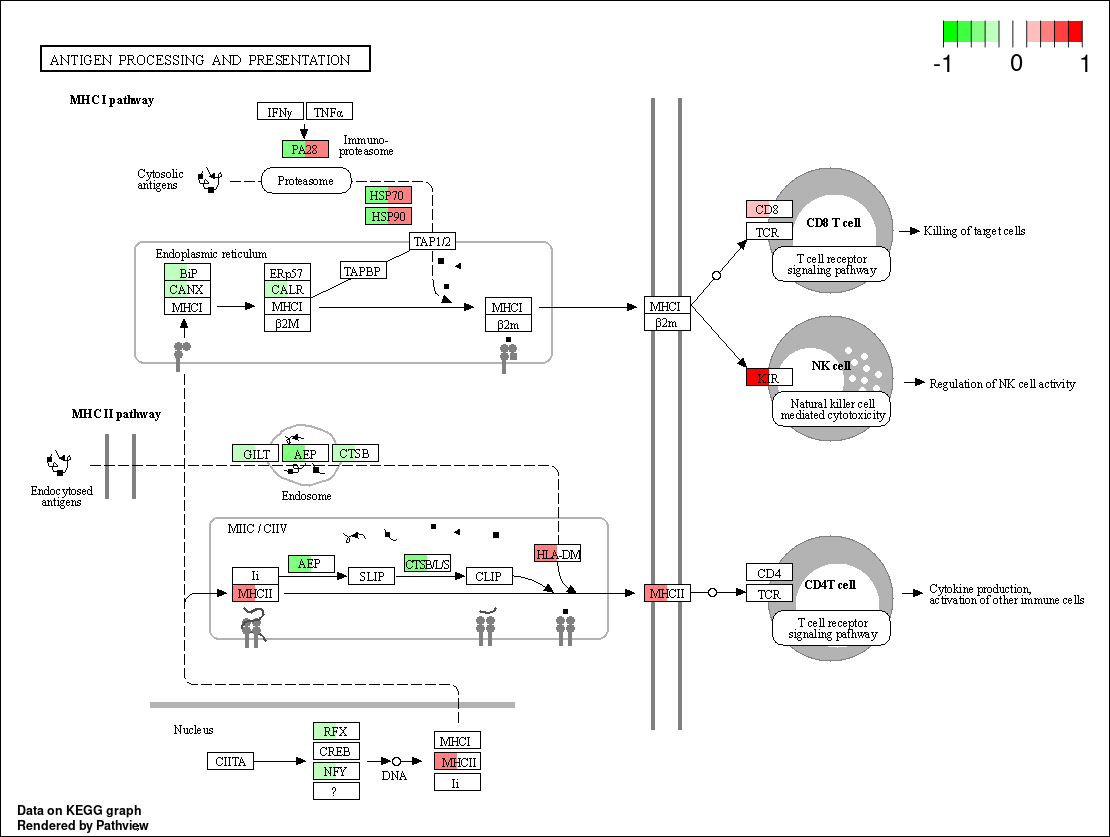 -1 0 1
ANTIGEN PROCESSING AND PRESENTATION
MHC I pathway
IFNγ TNFα
PA28
Immuno-
proteasome
Cytosolic
antigens
Proteasome
HSP70
HSP90
TAP1/2
Endoplasmic reticulum
BiP
CANX
MHCI
ERp57
CALR
MHCI
β2M
TAPBP
MHCI
β2m
MHCI
β2m
CD8
TCR
CD8 T cell
T cell receptor
signaling pathway
Killing of target cells
KIR
NK cell
Natural killer cell
mediated cytotoxicity
Regulation of NK cell activity
MHC II pathway
Endocytosed
antigens
GILT AEP CTSB
Endosome
MIIC / CIIV
AEP
CTSB/L/S
HLA-DM
Ii
MHCII
SLIP
CLIP
MHCII
CD4
TCR
CD4T cell
T cell receptor
signaling pathway
Cytokine production,
activation of other immune cells
Nucleus
CIITA
RFX
CREB
NFY
?
DNA
MHCI
MHCII
Ii
Data on KEGG graph
Rendered by Pathview